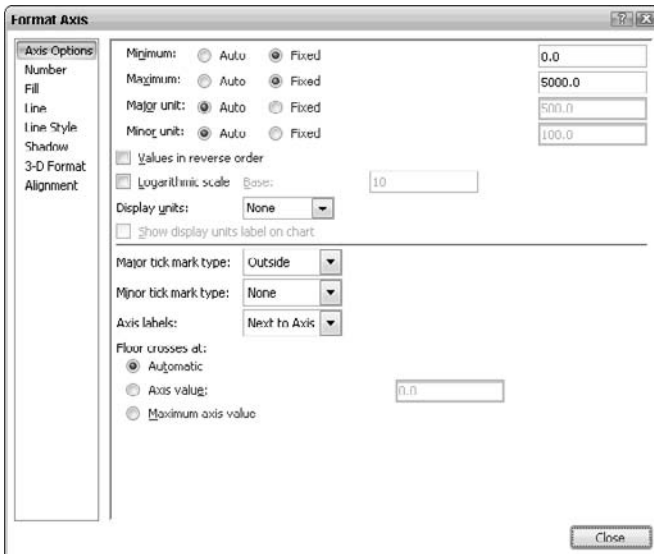 Format Axis
Axis Options
Number
Fill
Line
Line Style
Shadow
3-D Format
Alignment
Minimum: Auto Fixed 0.0
Maximum: Auto Fixed 5000.0
Major unit: Auto Fixed 500.0
Minor unit: Auto Fixed 100.0
Values in reverse order
Logarithmic scale Base: 10
Display units: None
Show display units label on chart
Major tick mark type: Outside
Minor tick mark type: None
Axis labels: Next to Axis
Floor crosses at:
Automatic
Axis value: 0.0
Maximum axis value
Close